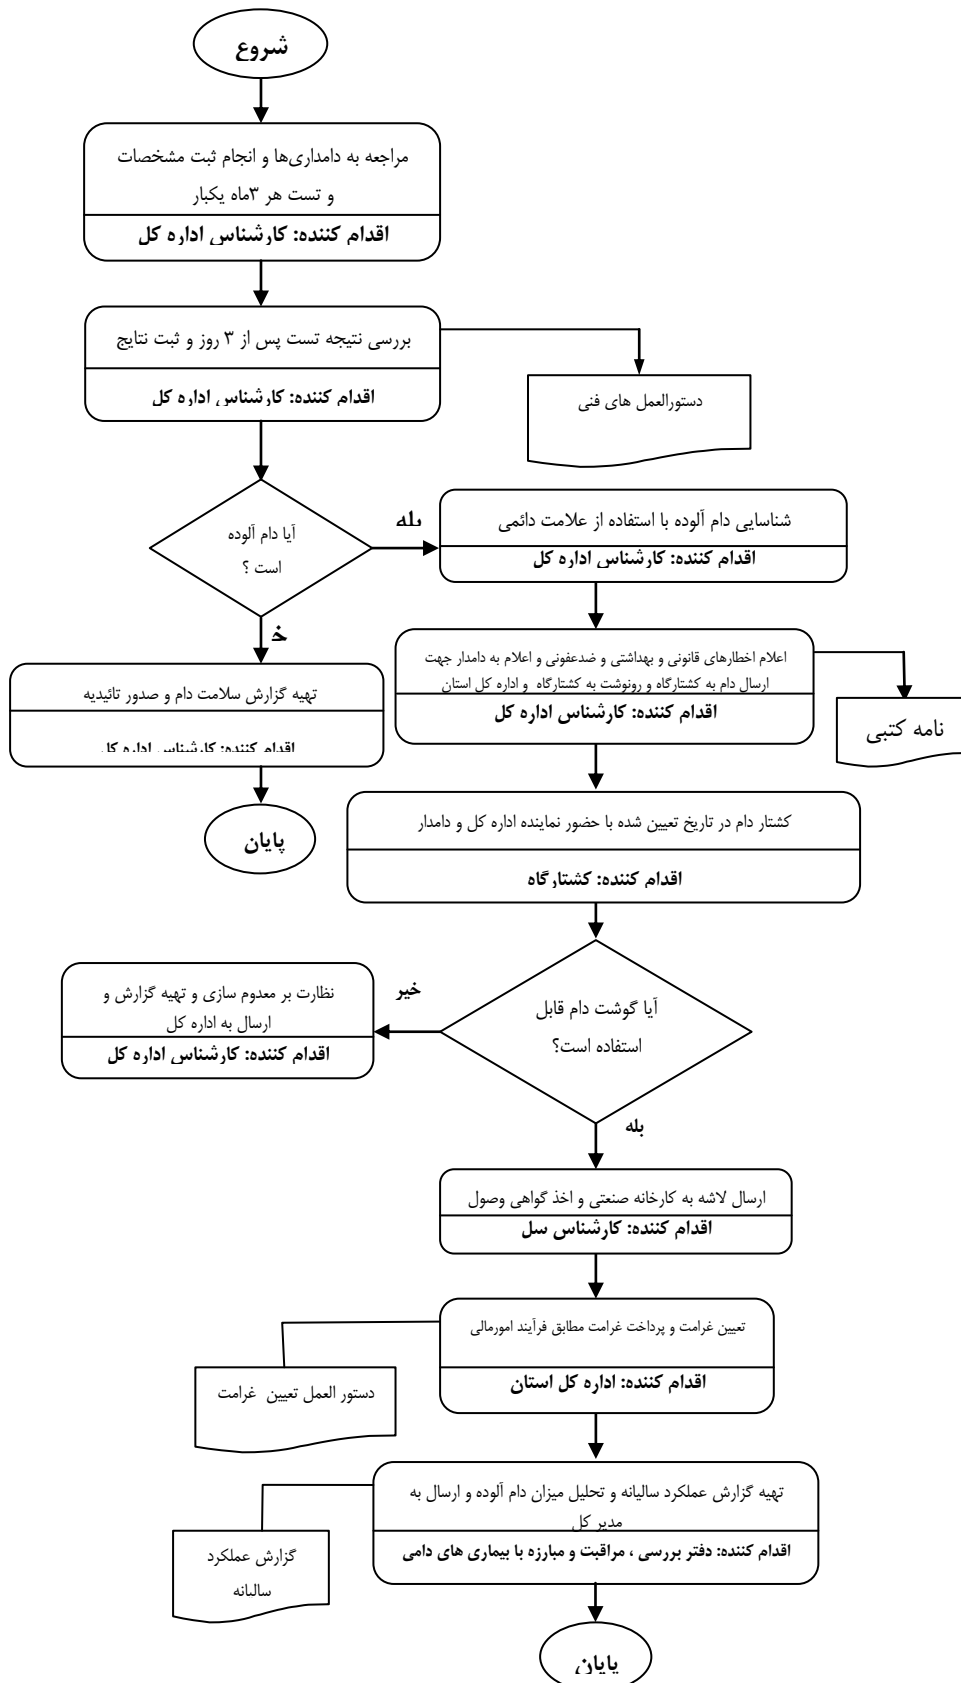 شروع
مراجعه به دامداری‌ها و انجام ثبت مشخصات
و تست هر ۳ماه یکبار
اقدام کننده: کارشناس اداره کل
بررسی نتیجه تست پس از ۳ روز و ثبت نتایج
اقدام کننده: کارشناس اداره کل
دستورالعمل های فنی
آیا دام آلوده
است ؟
بله
شناسایی دام آلوده با استفاده از علامت دائمی
اقدام کننده: کارشناس اداره کل
خ
تهیه گزارش سلامت دام و صدور تائیدیه
اقدام کننده: کارشناس اداره کل
پایان
اعلام اخطارهای قانونی و بهداشتی و ضدعفونی و اعلام به دامدار جهت
ارسال دام به کشتارگاه و رونوشت به کشتارگاه و اداره کل استان
اقدام کننده: کارشناس اداره کل
نامه کتبی
کشتار دام در تاریخ تعیین شده با حضور نماینده اداره کل و دامدار
اقدام کننده: کشتارگاه
آیا گوشت دام قابل
استفاده است؟
خیر
نظارت بر معدوم سازی و تهیه گزارش و
ارسال به اداره کل
اقدام کننده: کارشناس اداره کل
بله
ارسال لاشه به کارخانه صنعتی و اخذ گواهی وصول
اقدام کننده: کارشناس سل
تعیین غرامت و پرداخت غرامت مطابق فرآیند امورمالی
اقدام کننده: اداره کل استان
دستور العمل تعیین غرامت
تهیه گزارش عملکرد سالیانه و تحلیل میزان دام آلوده و ارسال به
مدیر کل
اقدام کننده: دفتر بررسی ، مراقبت و مبارزه با بیماری های دامی
گزارش عملکرد
سالیانه
پایان